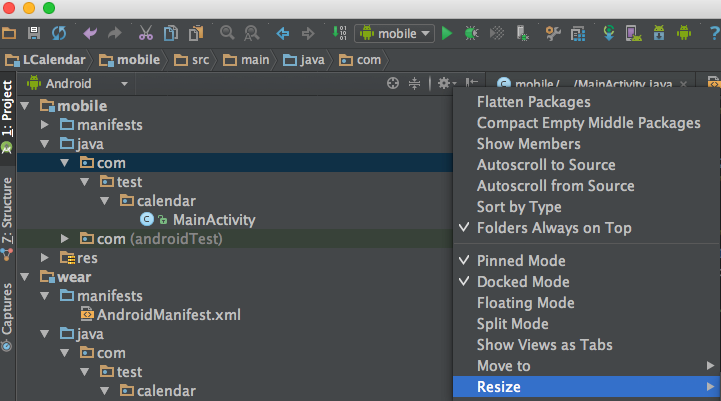 mobile
LCalendar mobile src main java com
Android
mobile/.../MainActivity.java
1: Project
Z: Structure
Captures
mobile
manifests
java
com
test
calendar
MainActivity
com (androidTest)
res
wear
manifests
AndroidManifest.xml
java
com
test
calendar
Flatten Packages
Compact Empty Middle Packages
Show Members
Autoscroll to Source
Autoscroll from Source
Sort by Type
Folders Always on Top
Pinned Mode
Docked Mode
Floating Mode
Split Mode
Show Views as Tabs
Move to
Resize